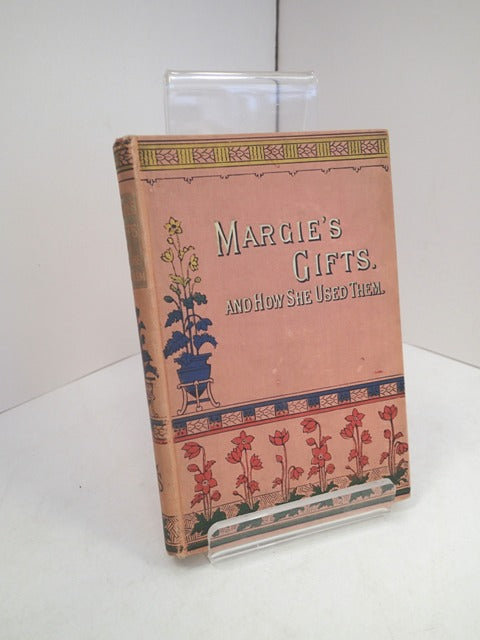 MARGIE'S
GIFTS.
AND HOW SHE USED THEM.